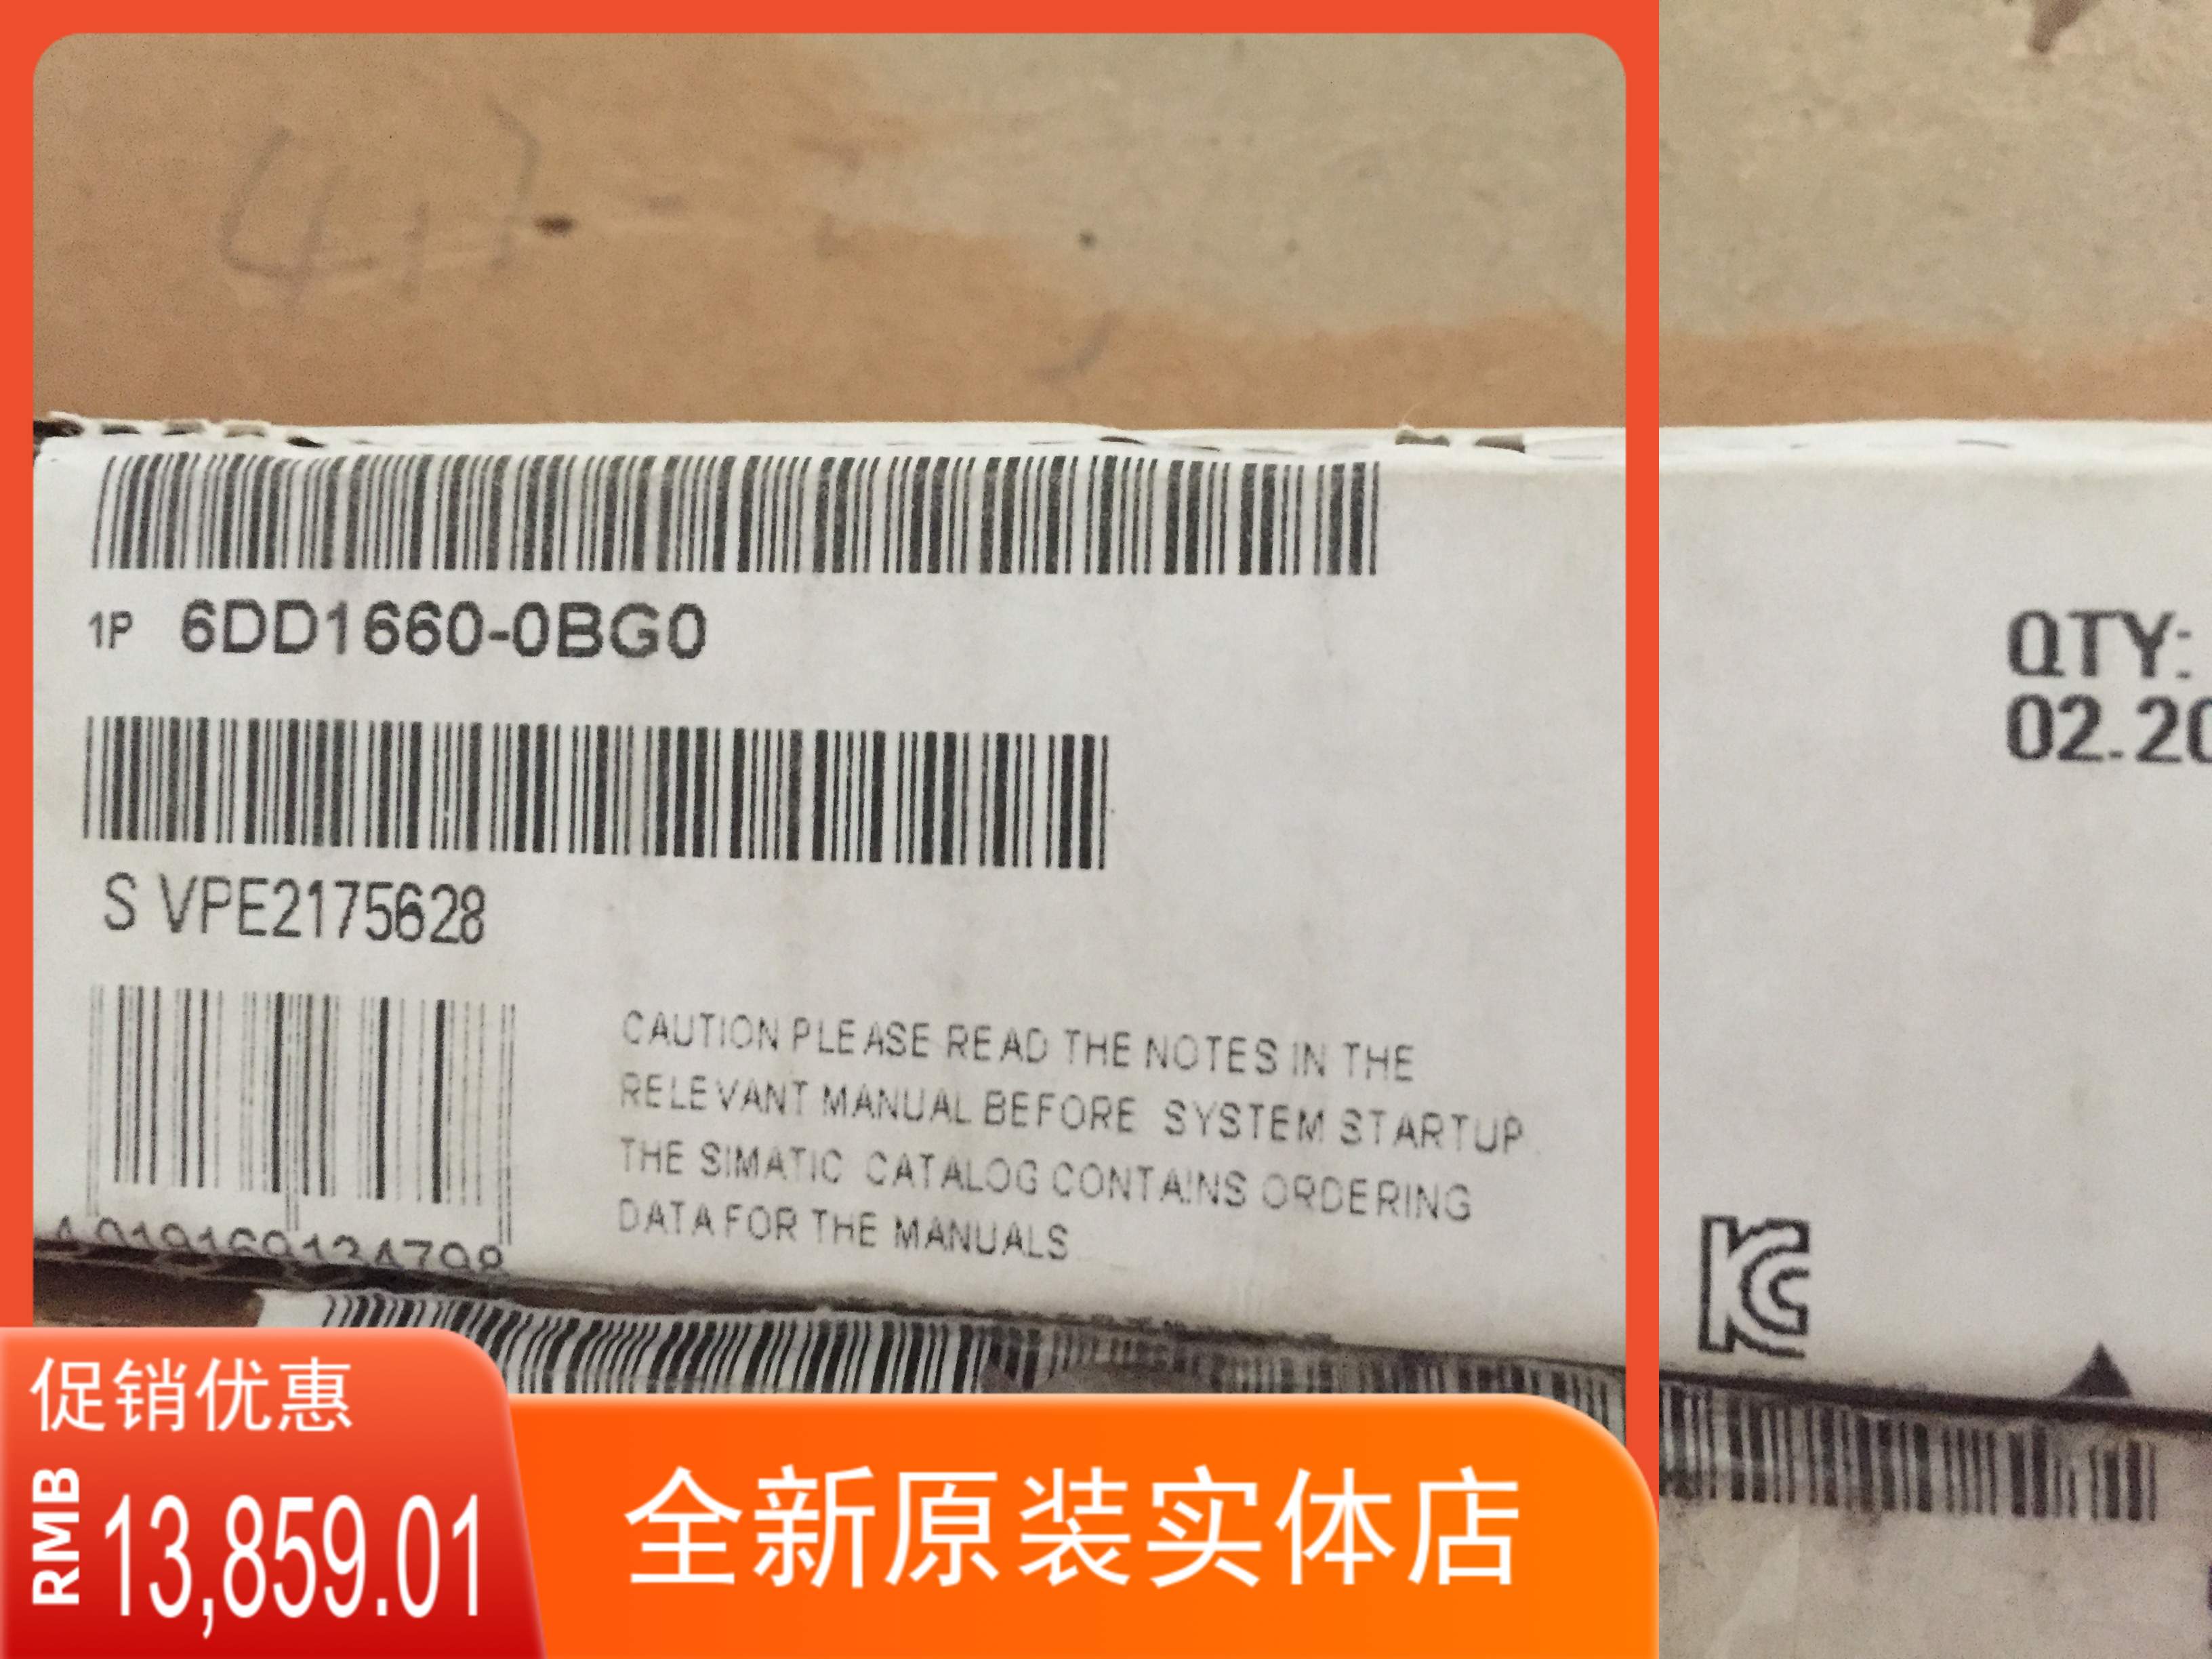 1P 6DD1660-0BG0
S VPE2175628
CAUTION PLEASE READ THE NOTES IN THE
RELEVANT MANUAL BEFORE SYSTEM STARTUP.
THE SIMATIC CATALOG CONTAINS ORDERING
DATA FOR THE MANUALS
QTY:
02.20
促销优惠
RMB 13,859.01
全新原装实体店